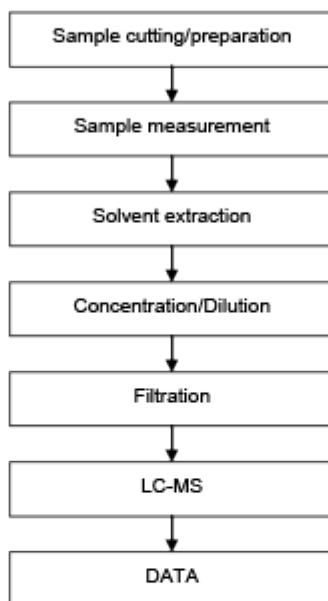 Sample cutting/preparation
Sample measurement
Solvent extraction
Concentration/Dilution
Filtration
LC-MS
DATA